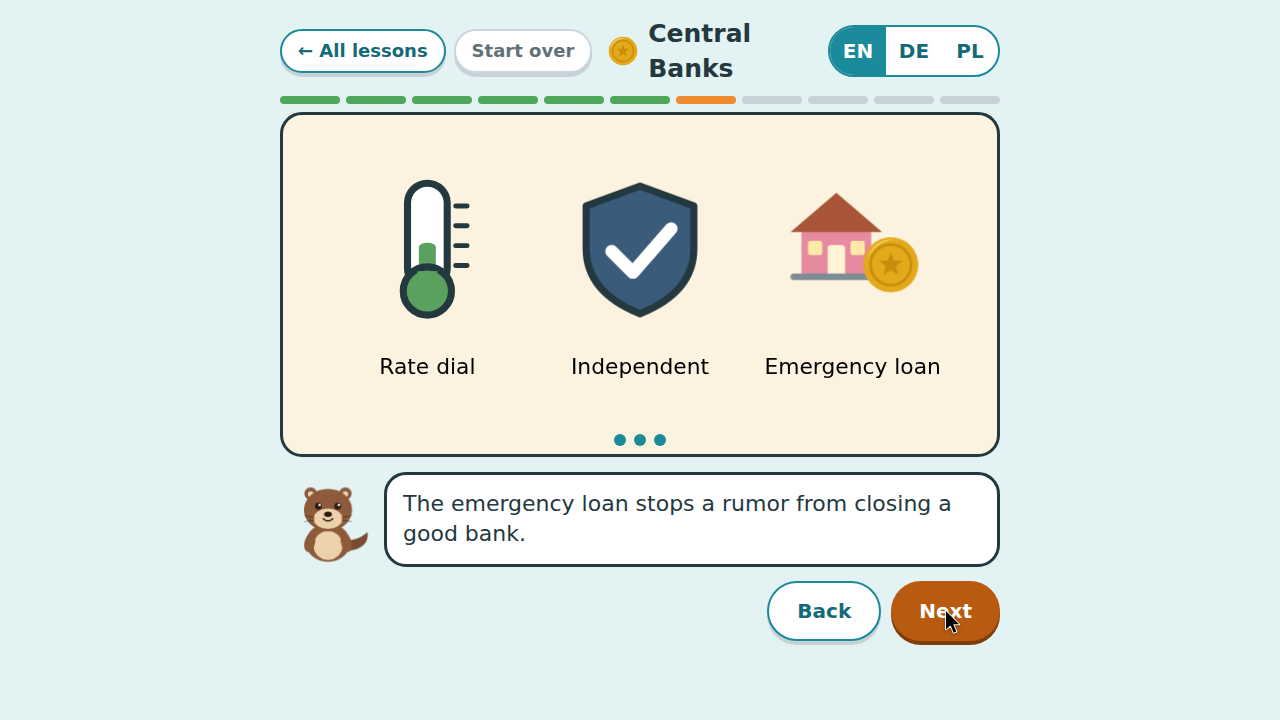 ← All lessons
Start over
Central
Banks
EN
DE
PL
Rate dial
Independent
Emergency loan
The emergency loan stops a rumor from closing a
good bank.
Back
Next